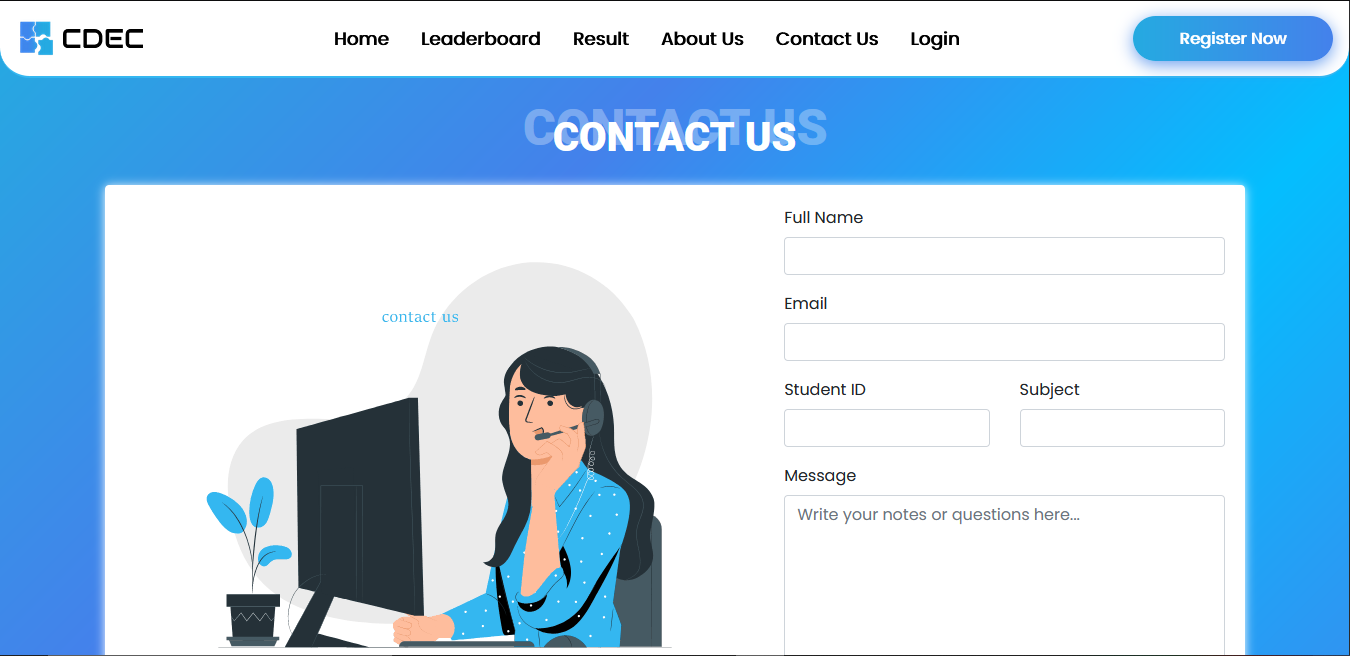 CDEC
Home Leaderboard Result About Us Contact Us Login Register Now
CONTACT US
CONTACT US
contact us
Full Name
Email
Student ID Subject
Message
Write your notes or questions here...